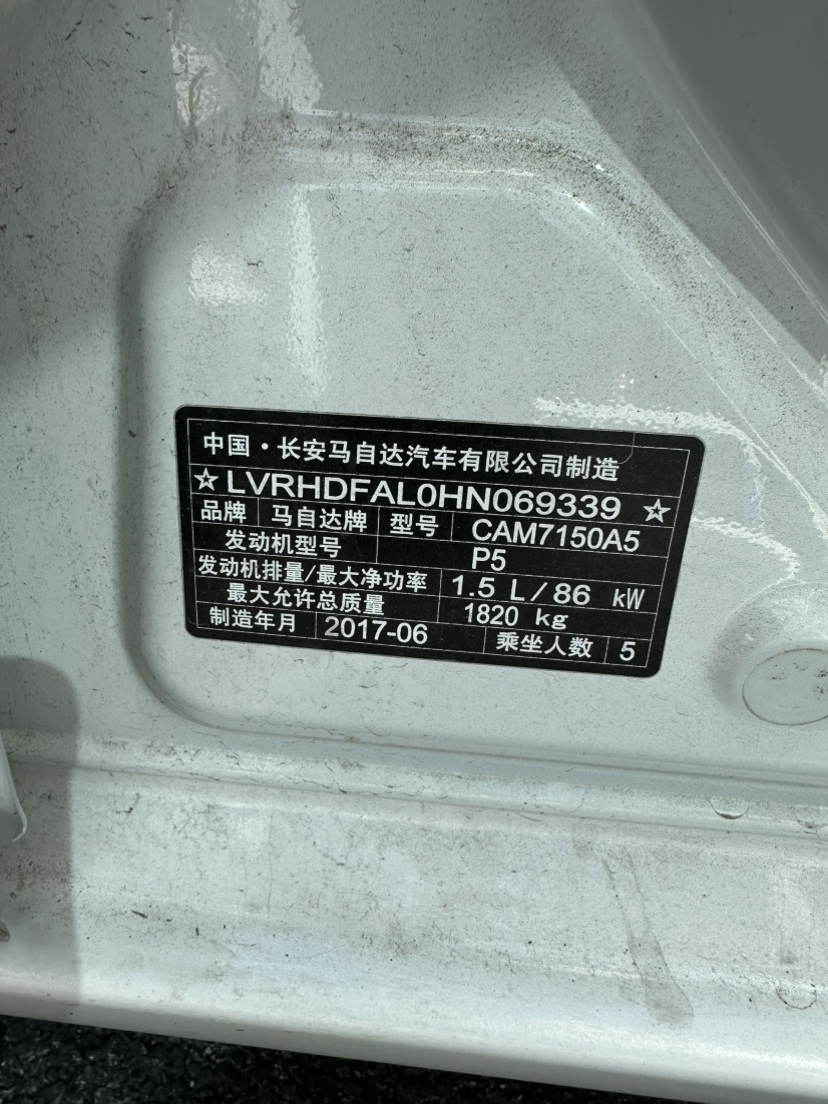 中国·长安马自达汽车有限公司制造
☆LVRHDFAL0HN069339☆
品牌 马自达牌 型号 CAM7150A5
发动机型号 P5
发动机排量/最大净功率 1.5 L/86 kW
最大允许总质量 1820 kg
制造年月 2017-06 乘坐人数 5